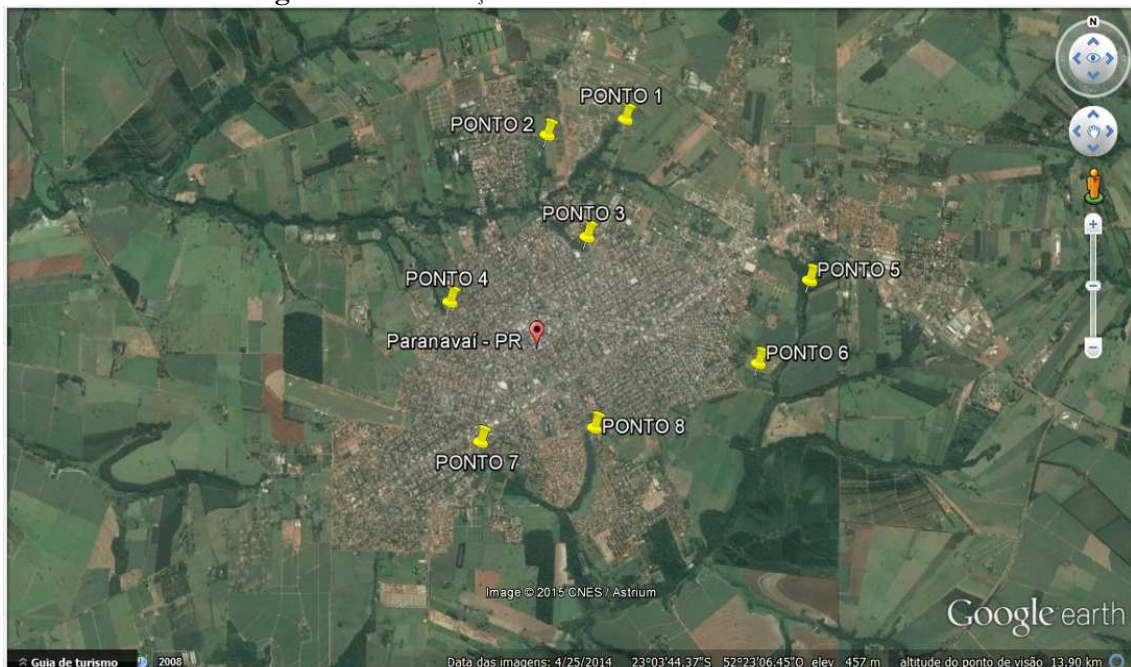 N
PONTO 1
PONTO 2
PONTO 3
PONTO 5
PONTO 4
Paranavaí - PR
PONTO 6
PONTO 8
PONTO 7
Image © 2015 CNES / Astrium
Google earth
Guia de turismo 2008 Data das imagens: 4/25/2014 23°03'44.37"S 52°23'06.45"O elev 457 m altitude do ponto de visão 13.90 km